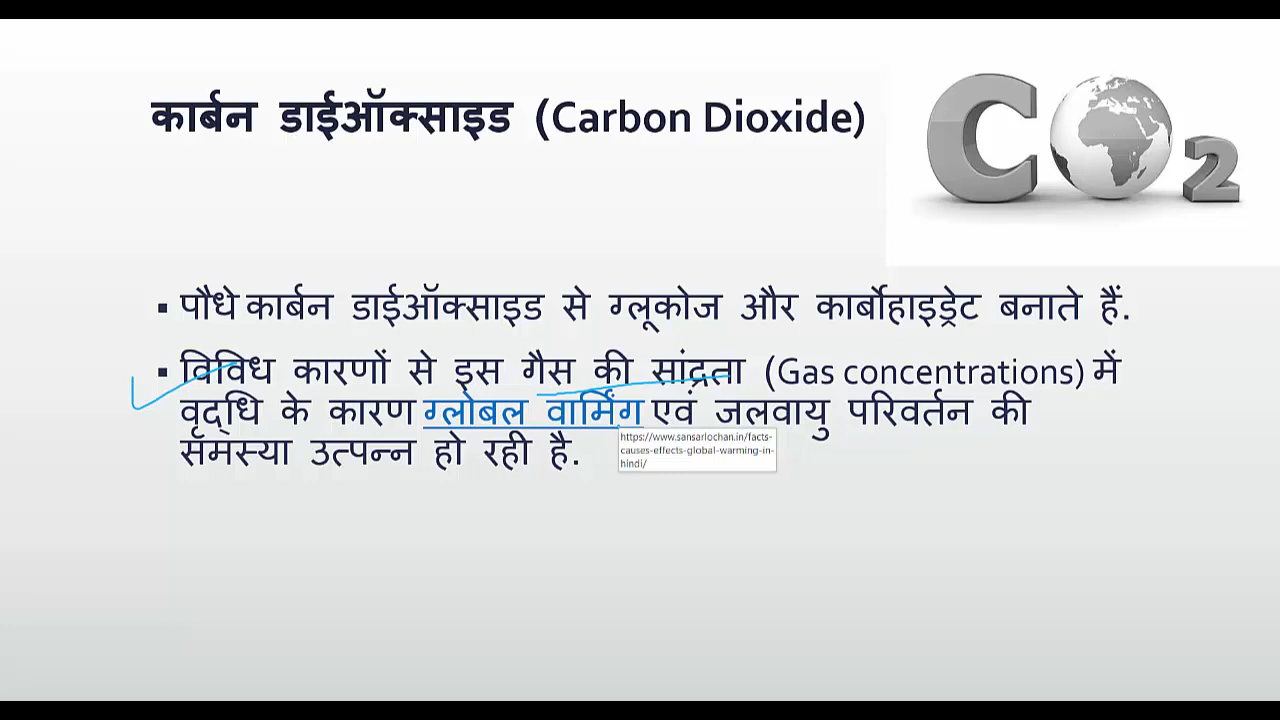 कार्बन डाईऑक्साइड (Carbon Dioxide)
CO2
▪ पौधे कार्बन डाईऑक्साइड से ग्लूकोज और कार्बोहाइड्रेट बनाते हैं.
▪ विविध कारणों से इस गैस की सांद्रता (Gas concentrations) में
वृद्धि के कारण ग्लोबल वार्मिंग एवं जलवायु परिवर्तन की
समस्या उत्पन्न हो रही है.
https://www.sansarlochan.in/facts-
causes-effects-global-warming-in-
hindi/